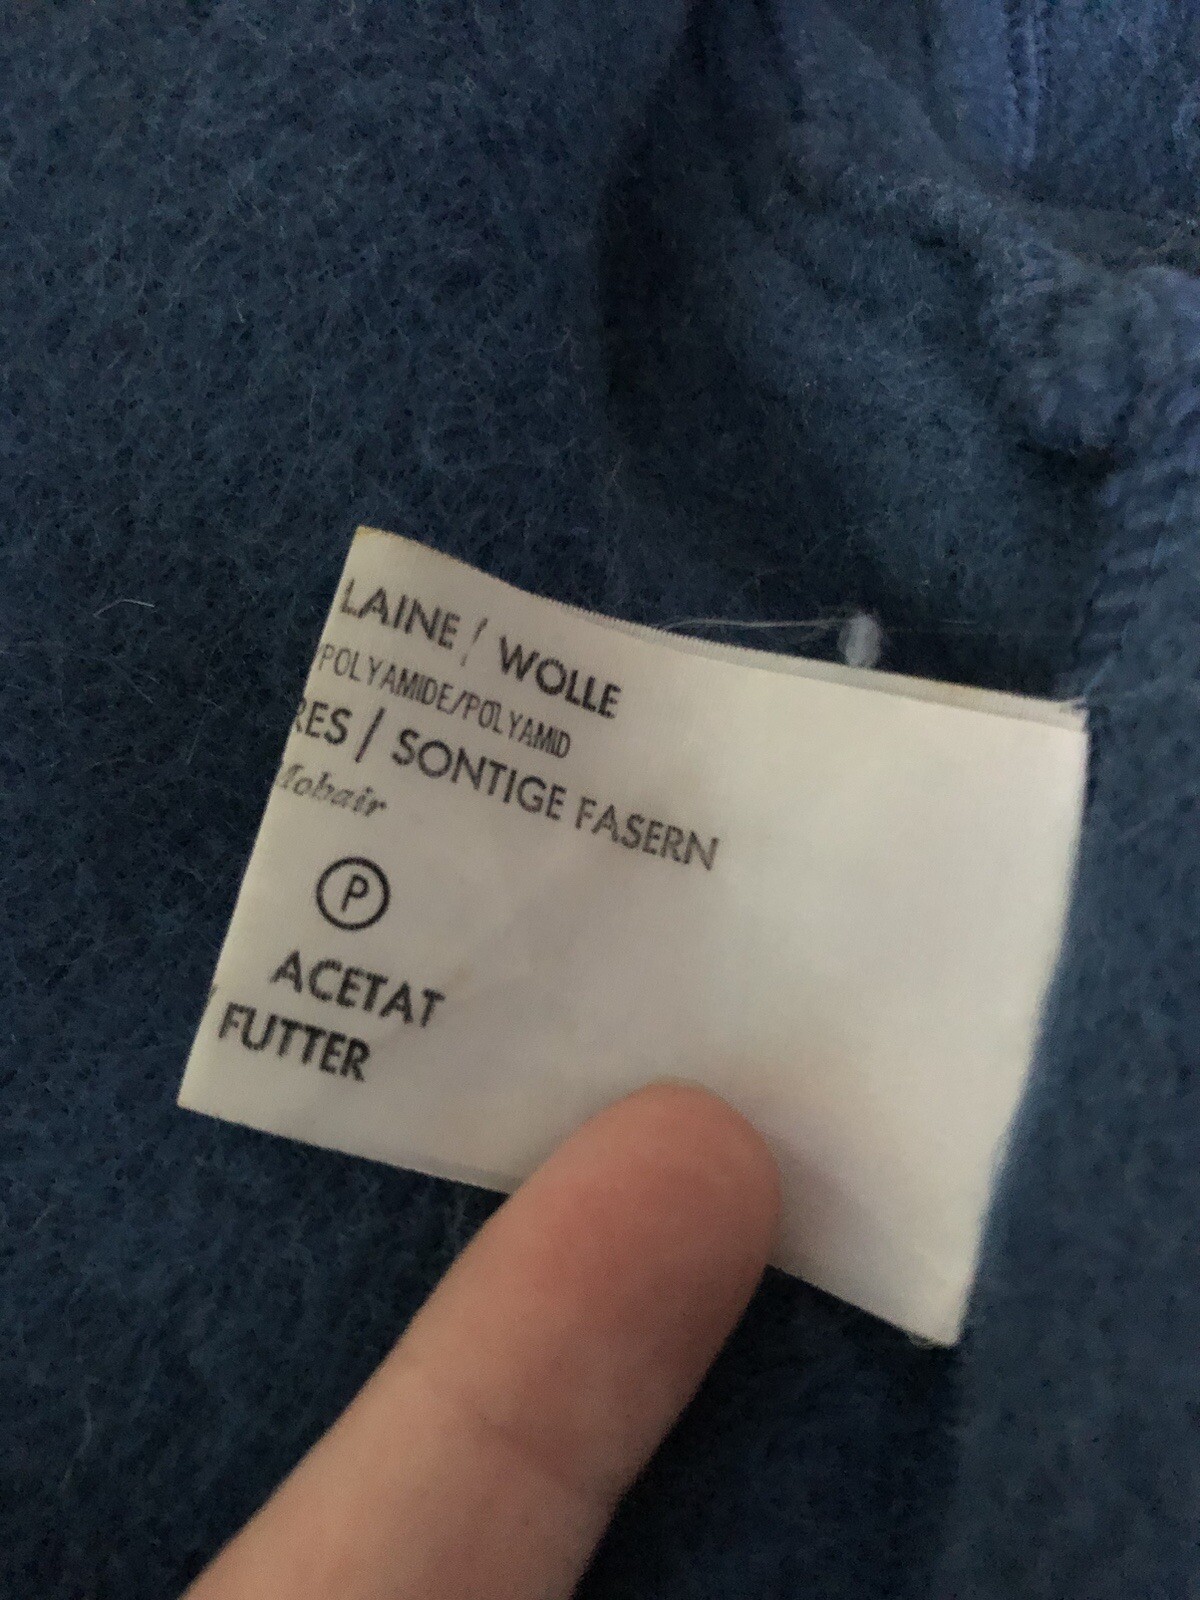 LAINE / WOLLE
POLYAMIDE/POLYAMID
RES / SONTIGE FASERN
Mohair
P
ACETAT
/ FUTTER